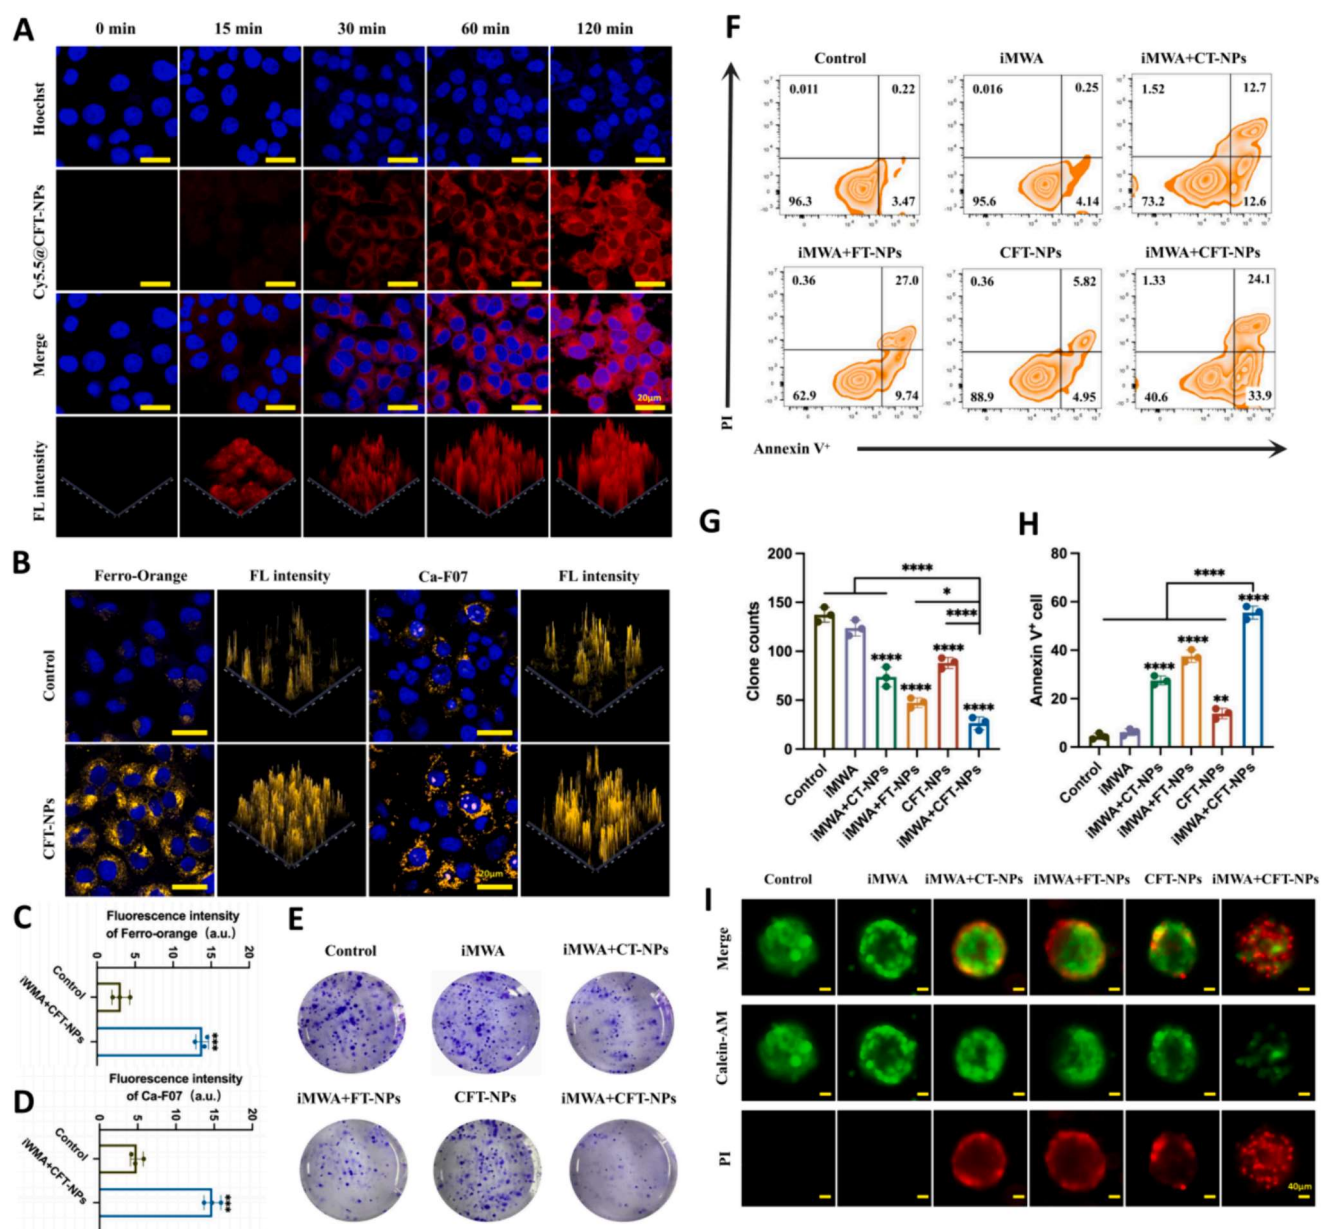 A
0 min 15 min 30 min 60 min 120 min
Hoechst
Cy5.5@CFT-NPs
Merge
20μm
FL intensity
B
Ferro-Orange FL intensity Ca-F07 FL intensity
Control
CFT-NPs
20μm
C
Fluorescence intensity
of Ferro-orange (a.u.)
0 5 10 15 20
Control
iWMA+CFT-NPs
***
D
Fluorescence intensity
of Ca-F07 (a.u.)
0 5 10 15 20
Control
iWMA+CFT-NPs
***
E
Control iMWA iMWA+CT-NPs
iMWA+FT-NPs CFT-NPs iMWA+CFT-NPs
F
Control iMWA iMWA+CT-NPs
0.011 0.22 0.016 0.25 1.52 12.7
96.3 3.47 95.6 4.14 73.2 12.6
iMWA+FT-NPs CFT-NPs iMWA+CFT-NPs
0.36 27.0 0.36 5.82 1.33 24.1
62.9 9.74 88.9 4.95 40.6 33.9
PI
Annexin V⁺
G
Clone counts
200
150
100
50
0
****
*
****
**** **** **** ****
Control iMWA iMWA+CT-NPs iMWA+FT-NPs CFT-NPs iMWA+CFT-NPs
H
Annexin V⁺ cell
80
60
40
20
0
****
**** **** ** ****
Control iMWA iMWA+CT-NPs iMWA+FT-NPs CFT-NPs iMWA+CFT-NPs
I
Control iMWA iMWA+CT-NPs iMWA+FT-NPs CFT-NPs iMWA+CFT-NPs
Merge
Calcein-AM
PI
40μm